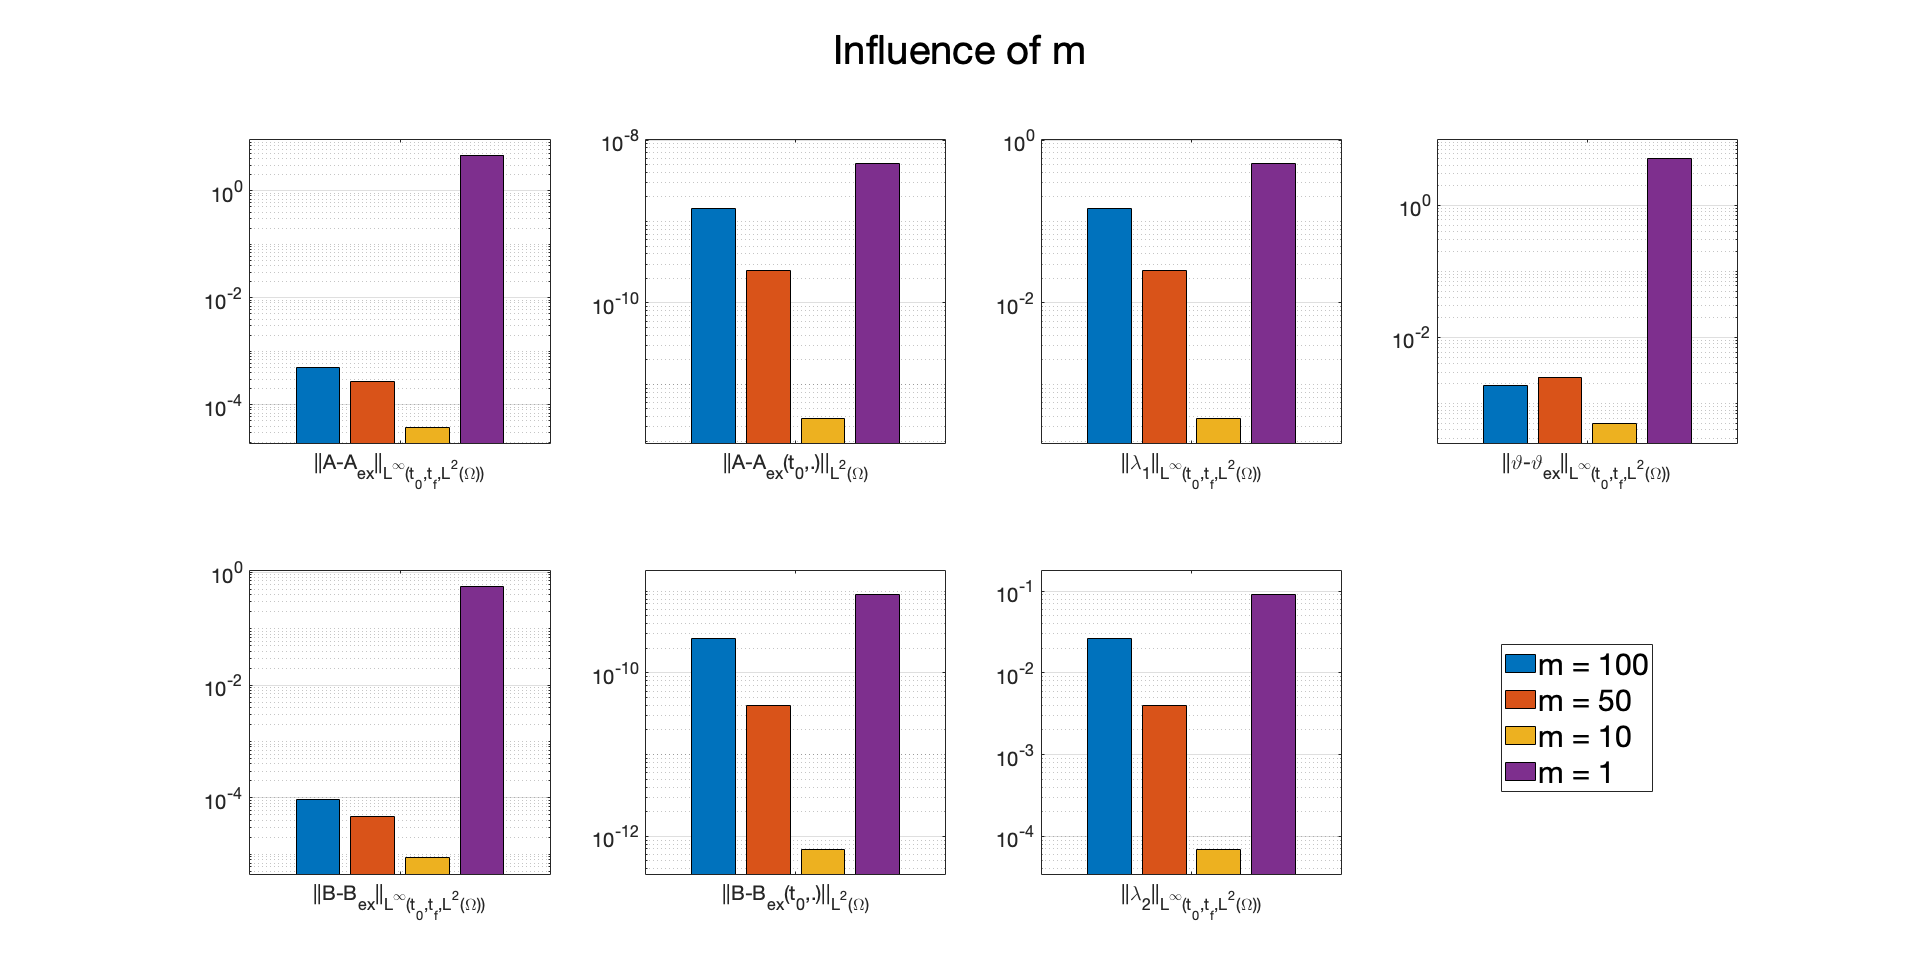 Influence of m
10^0
10^-2
10^-4
||A-A_ex||_L^∞(t_0,t_f,L^2(Ω))
10^-8
10^-10
||A-A_ex(t_0,.)||_L^2(Ω)
10^0
10^-2
||λ_1||_L^∞(t_0,t_f,L^2(Ω))
10^0
10^-2
||ϑ-ϑ_ex||_L^∞(t_0,t_f,L^2(Ω))
10^0
10^-2
10^-4
||B-B_ex||_L^∞(t_0,t_f,L^2(Ω))
10^-10
10^-12
||B-B_ex(t_0,.)||_L^2(Ω)
10^-1
10^-2
10^-3
10^-4
||λ_2||_L^∞(t_0,t_f,L^2(Ω))
m = 100
m = 50
m = 10
m = 1